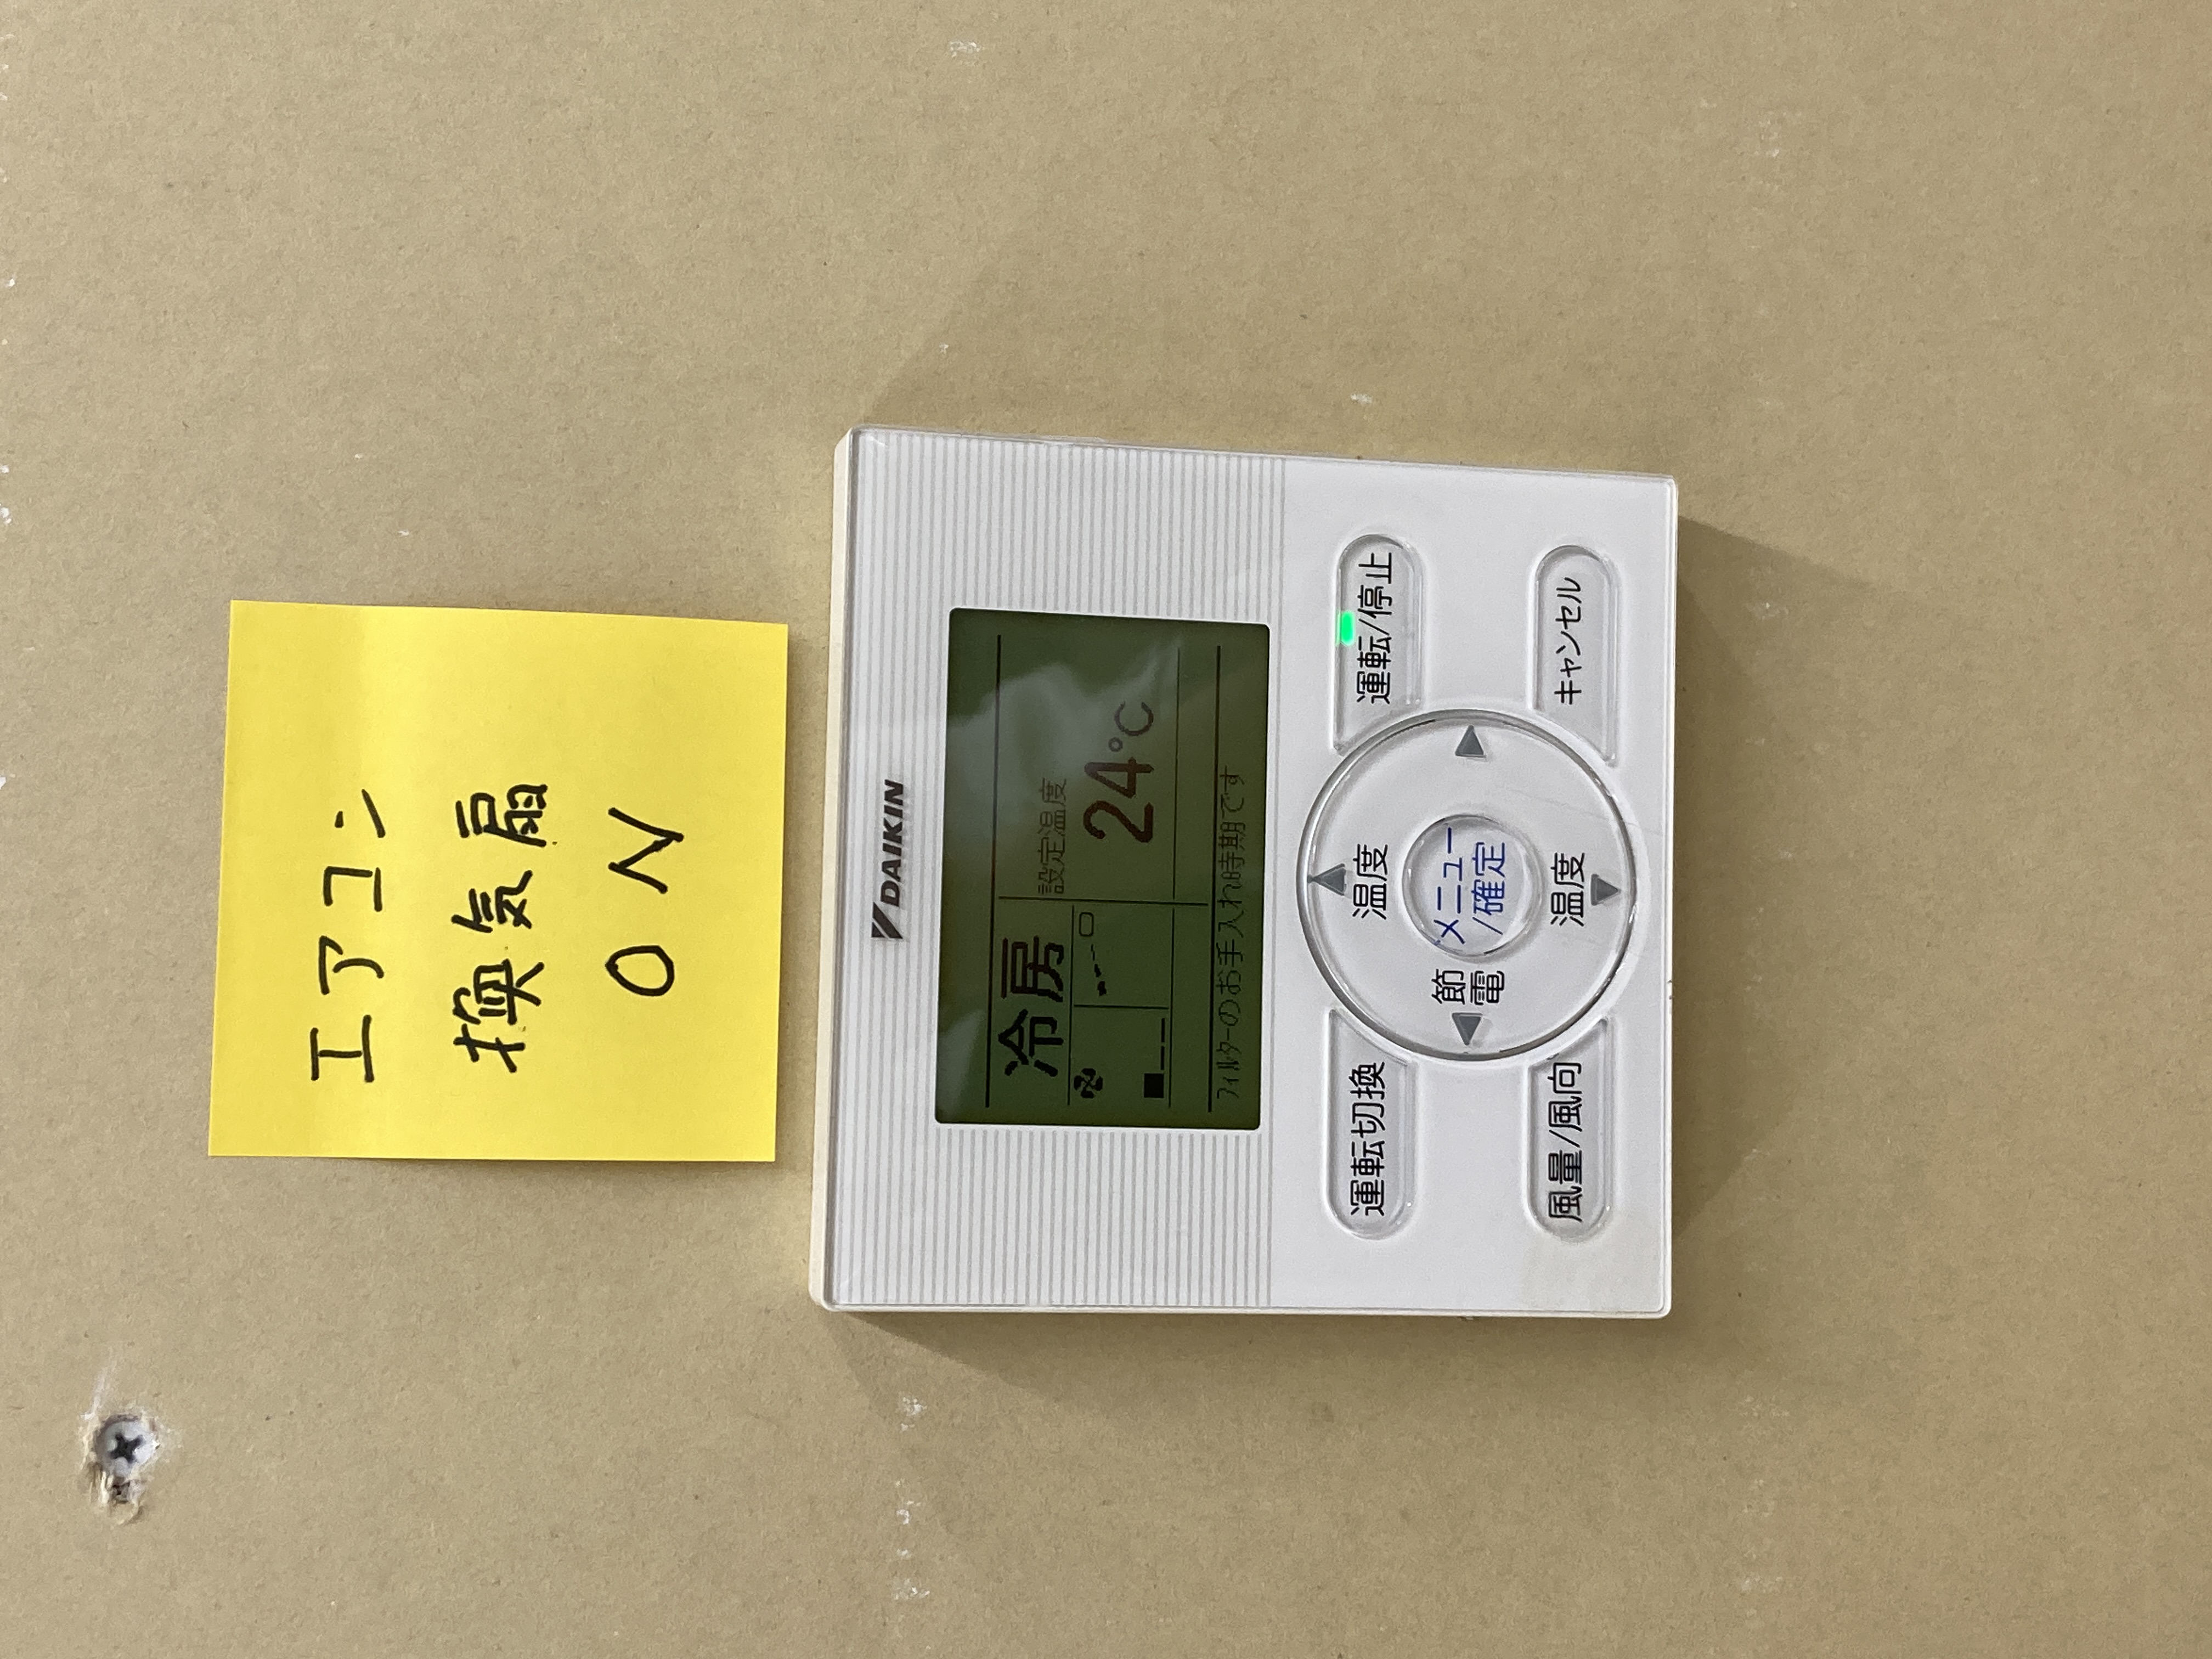 エアコン
換気扇
ON
DAIKIN
冷房
設定温度
24℃
フィルターのお手入れ時期です
運転切換
運転/停止
温度
節電
メニュー
/確定
温度
風量/風向
キャンセル